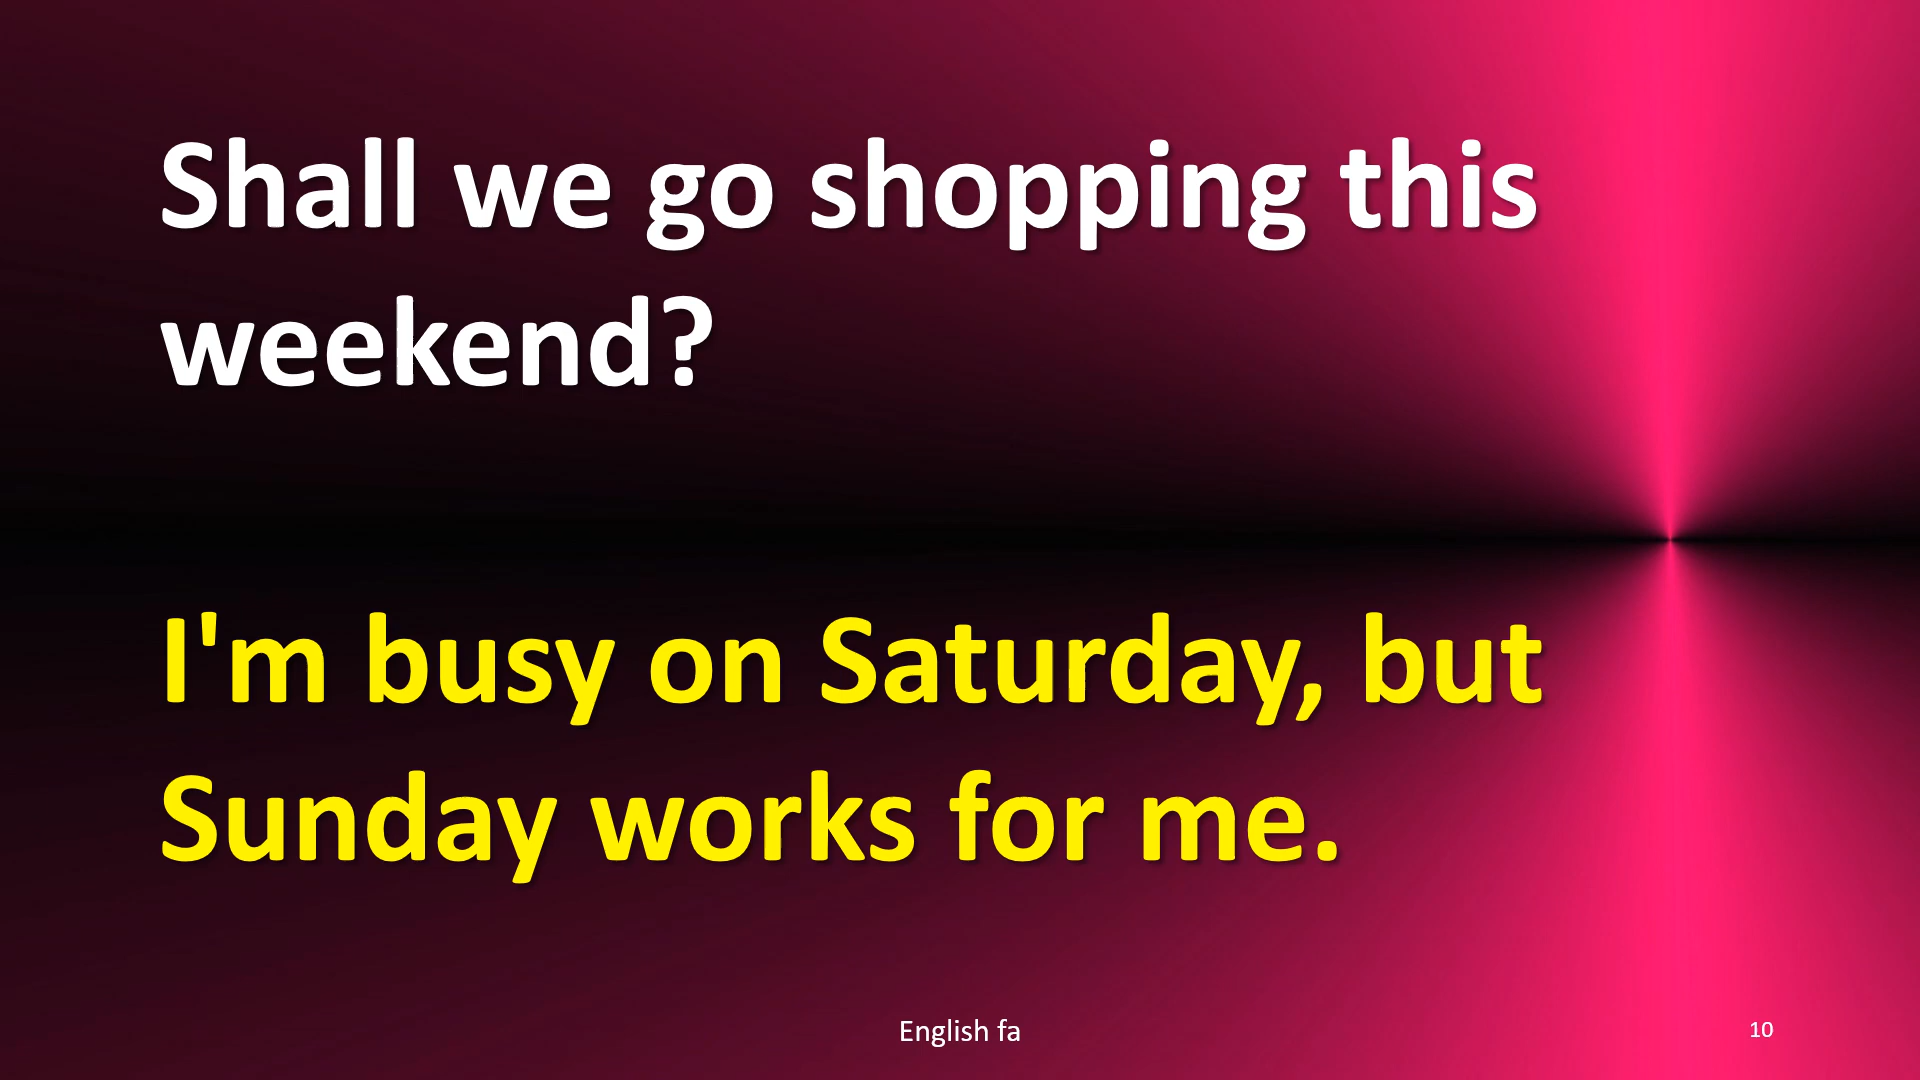 Shall we go shopping this
weekend?
I'm busy on Saturday, but
Sunday works for me.
English fa
10